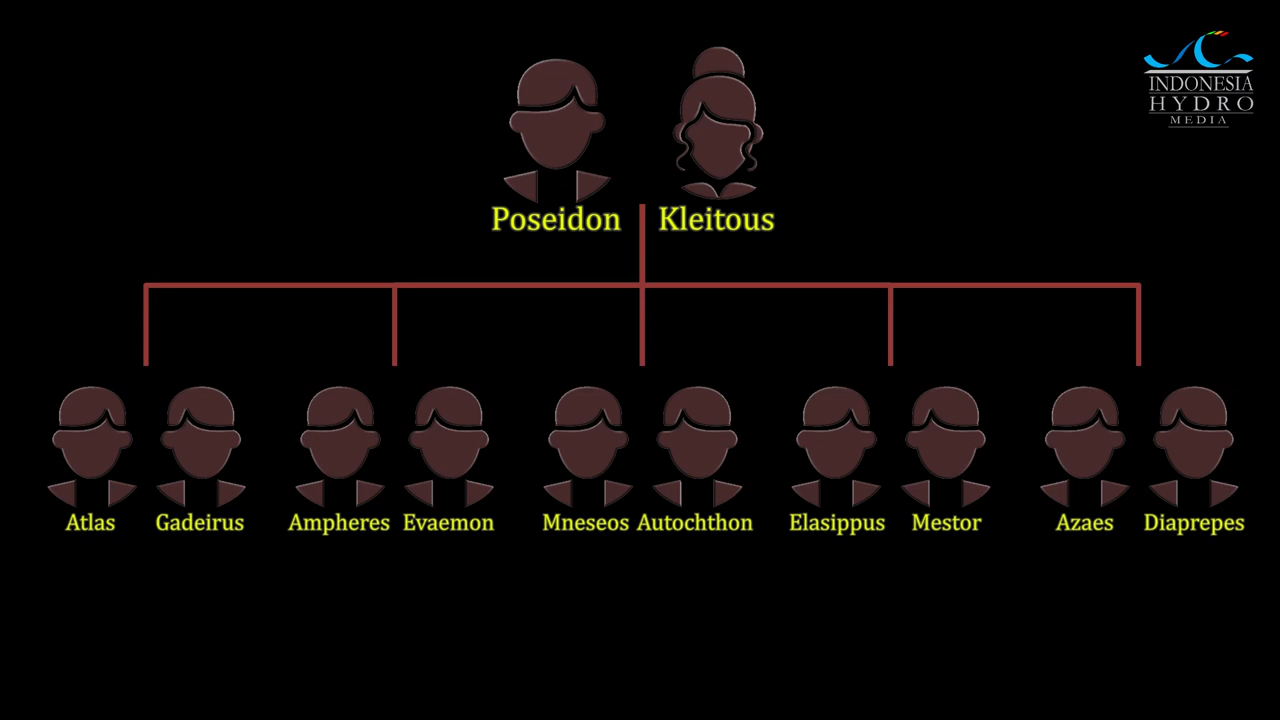 INDONESIA
HYDRO
MEDIA
Poseidon Kleitous
Atlas Gadeirus Ampheres Evaemon Mneseos Autochthon Elasippus Mestor Azaes Diaprepes